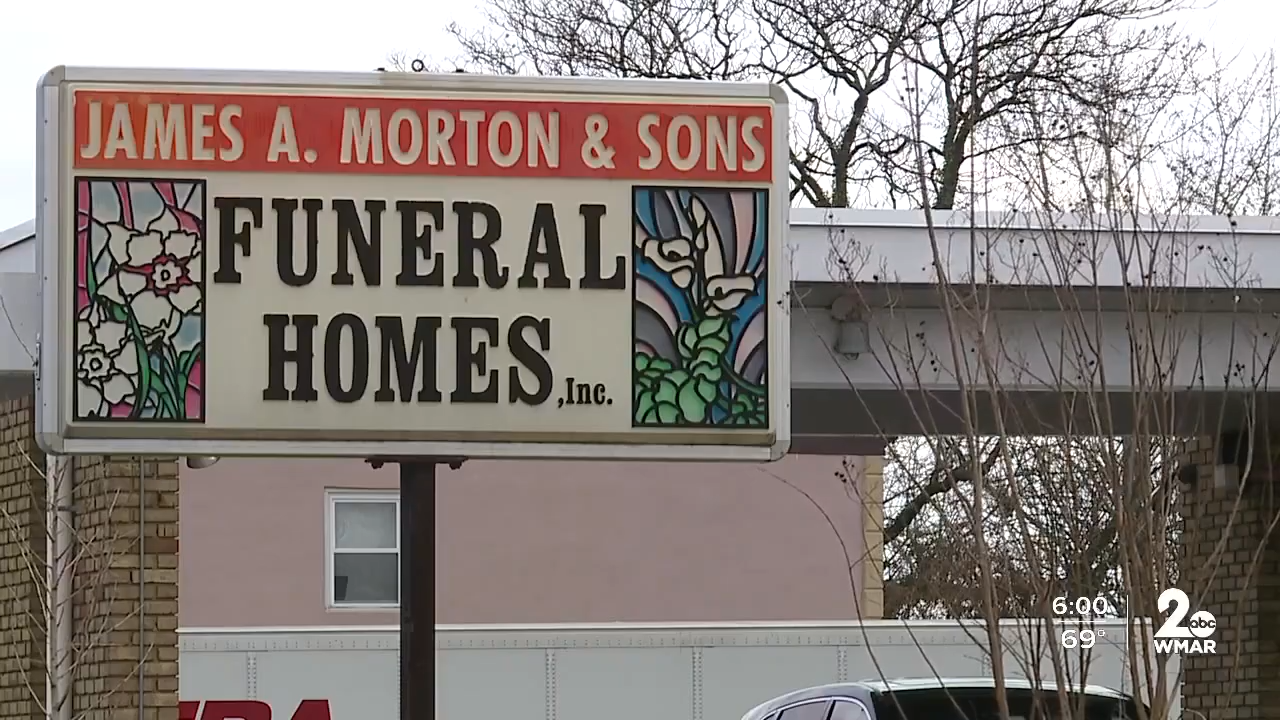 JAMES A. MORTON & SONS
FUNERAL
HOMES, Inc.
6:00
69°
2 abc
WMAR